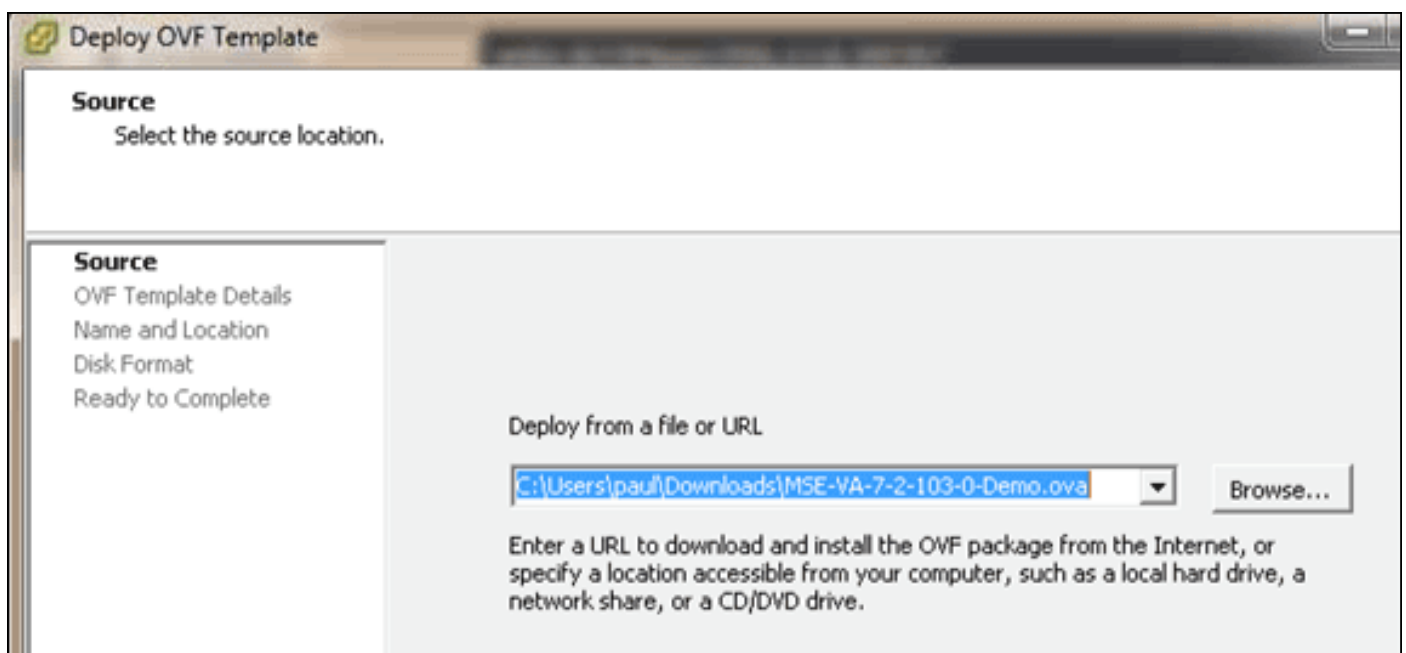 Deploy OVF Template
Source
Select the source location.
Source
OVF Template Details
Name and Location
Disk Format
Ready to Complete
Deploy from a file or URL
C:\Users\paul\Downloads\MSE-VA-7-2-103-0-Demo.ova
Browse...
Enter a URL to download and install the OVF package from the Internet, or
specify a location accessible from your computer, such as a local hard drive, a
network share, or a CD/DVD drive.